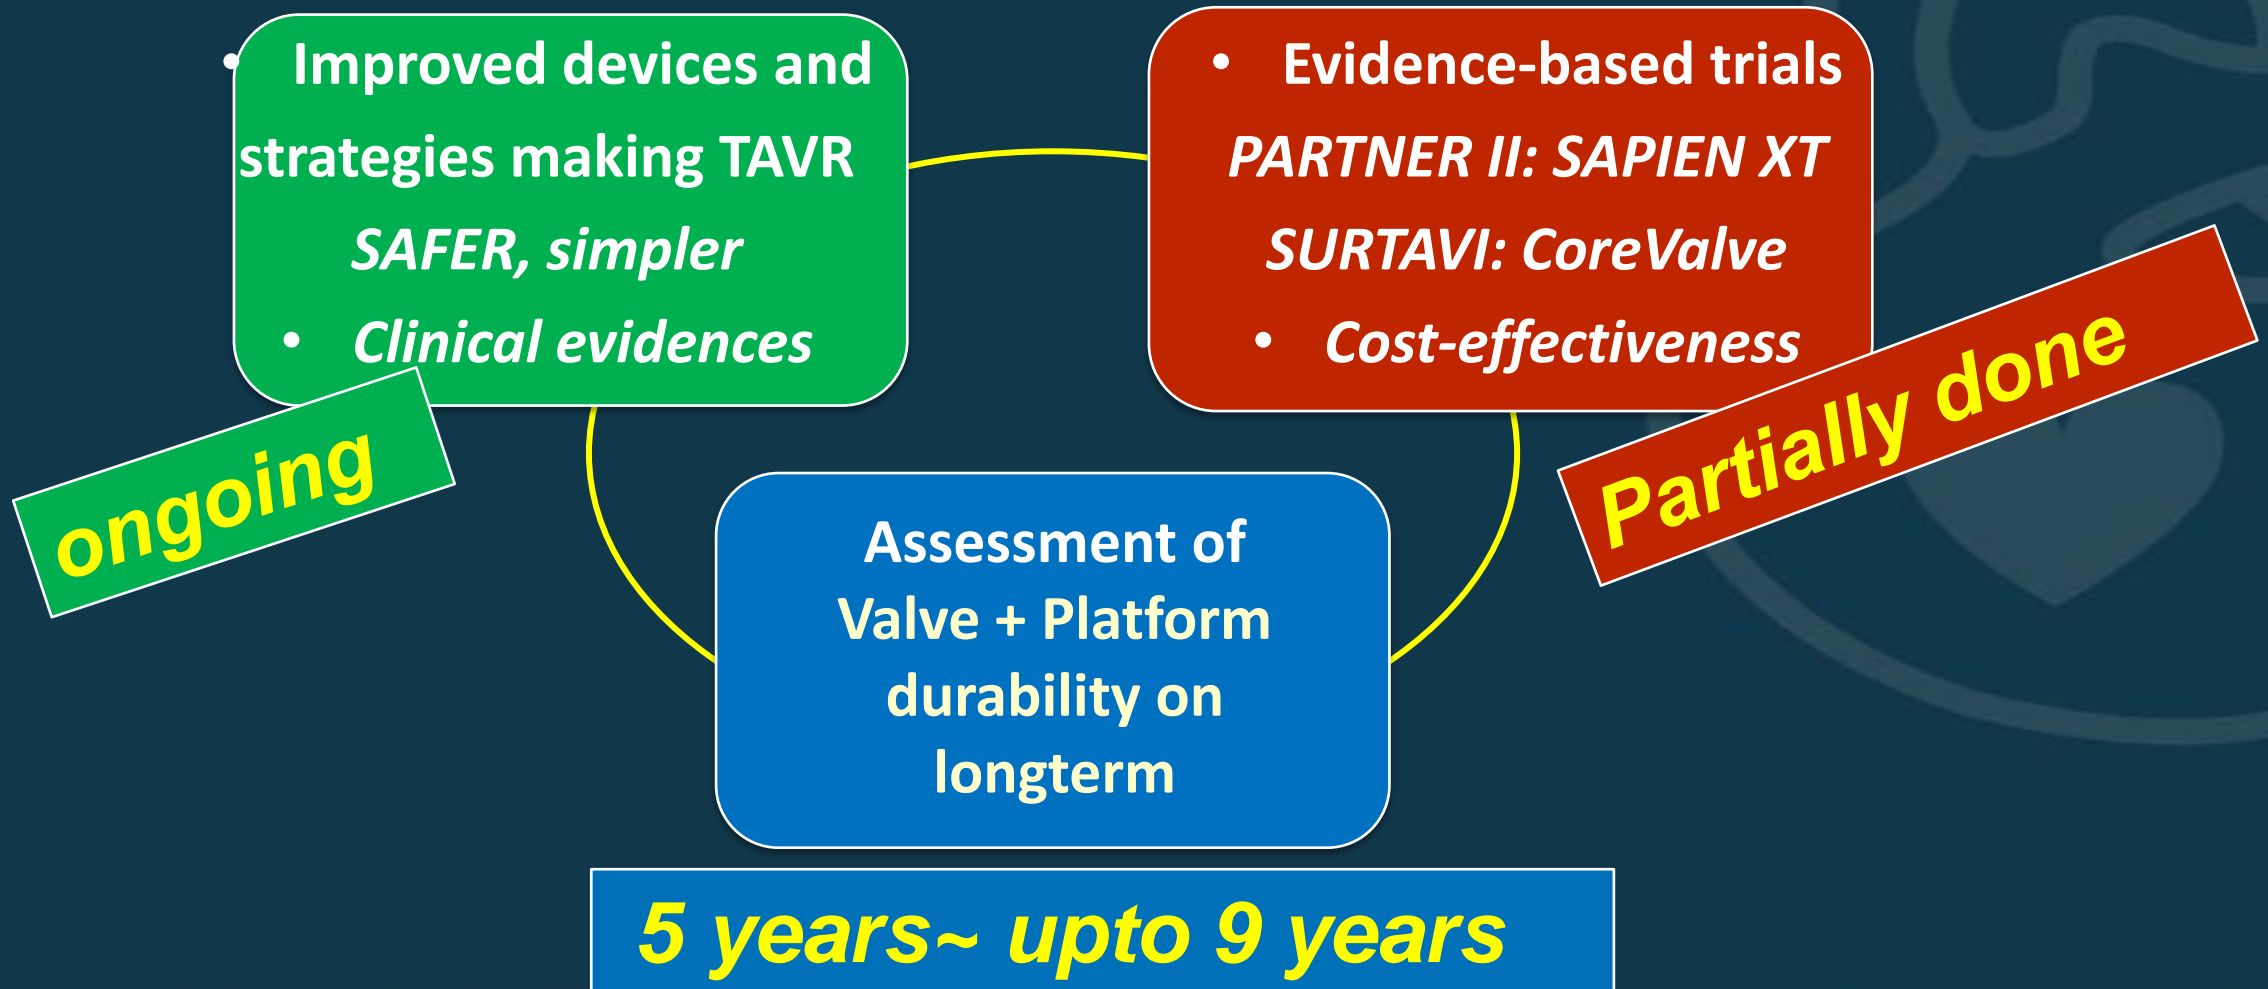 • Improved devices and
strategies making TAVR
SAFER, simpler
• Clinical evidences
ongoing
• Evidence-based trials
PARTNER II: SAPIEN XT
SURTAVI: CoreValve
• Cost-effectiveness
Partially done
Assessment of
Valve + Platform
durability on
longterm
5 years~ upto 9 years